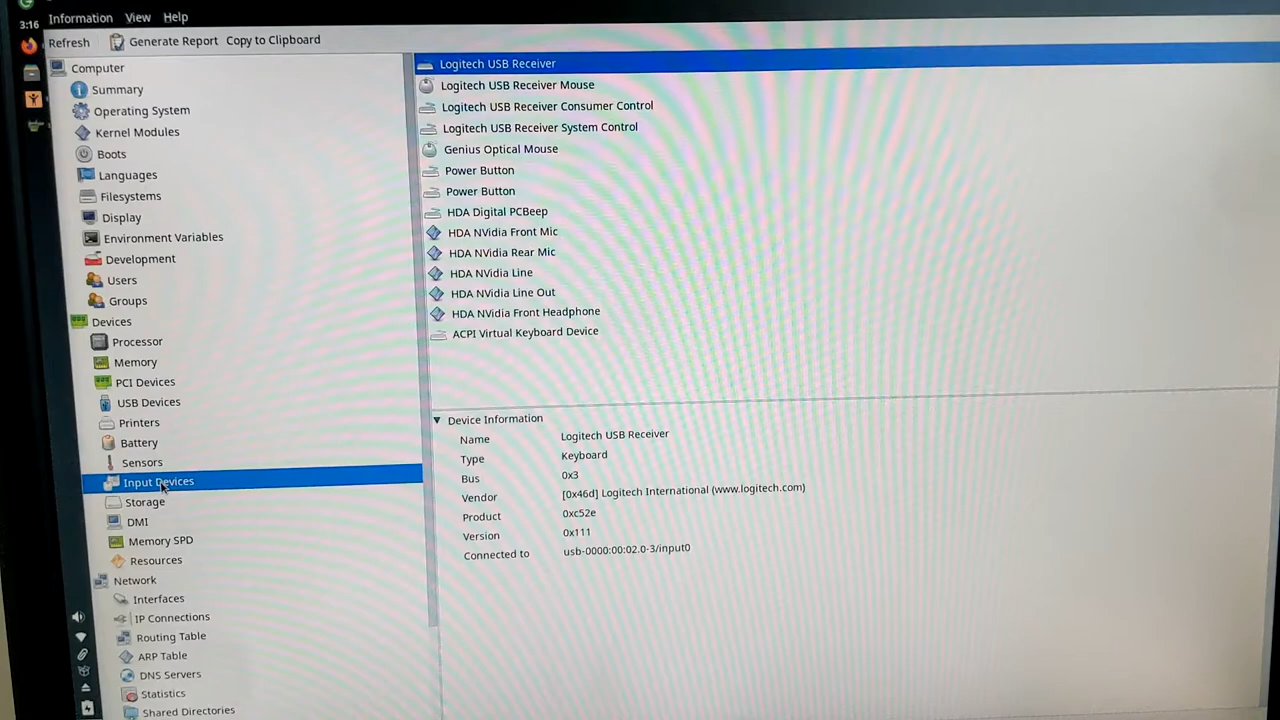 3:16
Information View Help
Refresh Generate Report Copy to Clipboard
Computer
Summary
Operating System
Kernel Modules
Boots
Languages
Filesystems
Display
Environment Variables
Development
Users
Groups
Devices
Processor
Memory
PCI Devices
USB Devices
Printers
Battery
Sensors
Input Devices
Storage
DMI
Memory SPD
Resources
Network
Interfaces
IP Connections
Routing Table
ARP Table
DNS Servers
Statistics
Shared Directories
Logitech USB Receiver
Logitech USB Receiver Mouse
Logitech USB Receiver Consumer Control
Logitech USB Receiver System Control
Genius Optical Mouse
Power Button
Power Button
HDA Digital PCBeep
HDA NVidia Front Mic
HDA NVidia Rear Mic
HDA NVidia Line
HDA NVidia Line Out
HDA NVidia Front Headphone
ACPI Virtual Keyboard Device
Device Information
Name Logitech USB Receiver
Type Keyboard
Bus 0x3
Vendor [0x46d] Logitech International (www.logitech.com)
Product 0xc52e
Version 0x111
Connected to usb-0000:00:02.0-3/input0